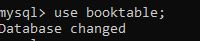 mysql> use booktable;
Database changed